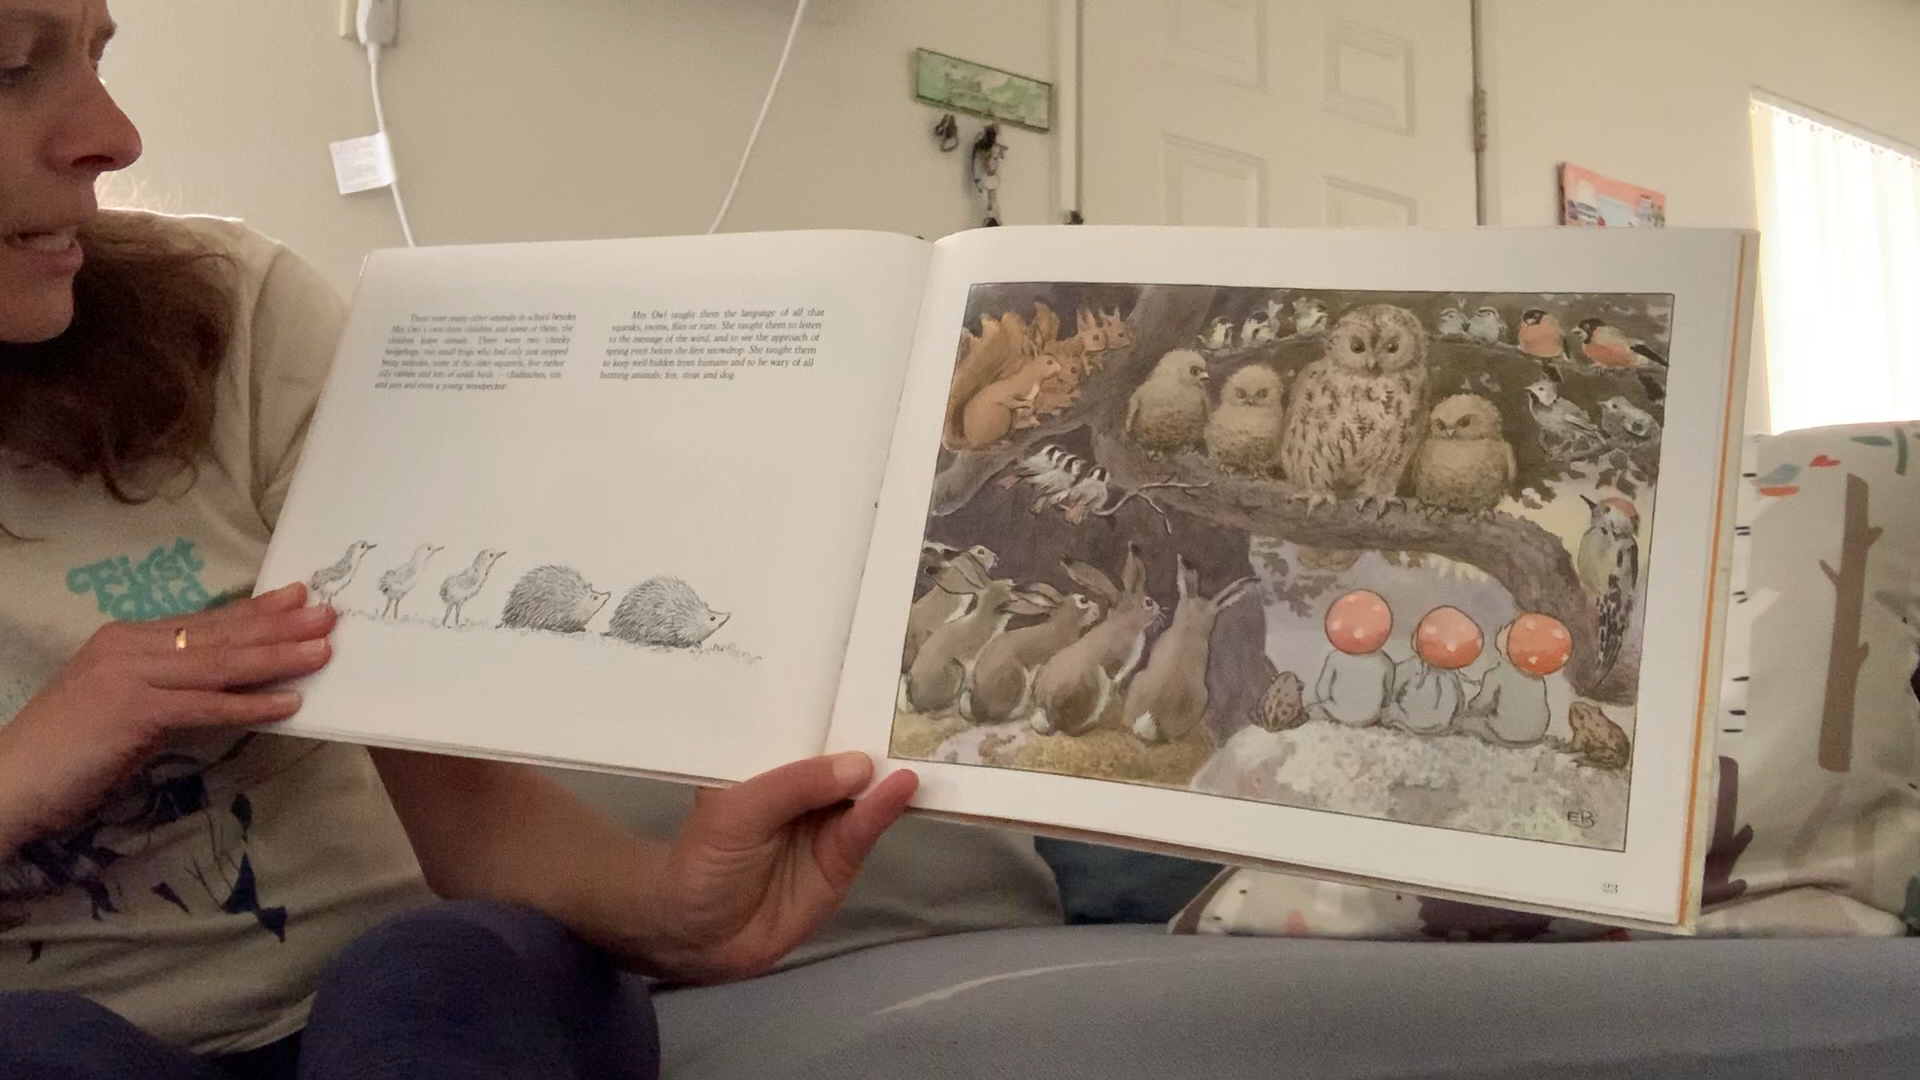 There were many other animals in school besides
Mrs Owl's own three children and some of them, the
children knew already. There were two cheeky
hedgehogs, two small frogs who had only just stopped
being tadpoles, some of the older squirrels, five rather
silly rabbits and lots of small birds — chaffinches, tits
and jays and even a young woodpecker.
Mrs Owl taught them the language of all that
squeaks, swims, flies or runs. She taught them to listen
to the message of the wind, and to see the approach of
spring even before the first snowdrop. She taught them
to keep well hidden from humans and to be wary of all
hunting animals; fox, stoat and dog.
EB
23
First